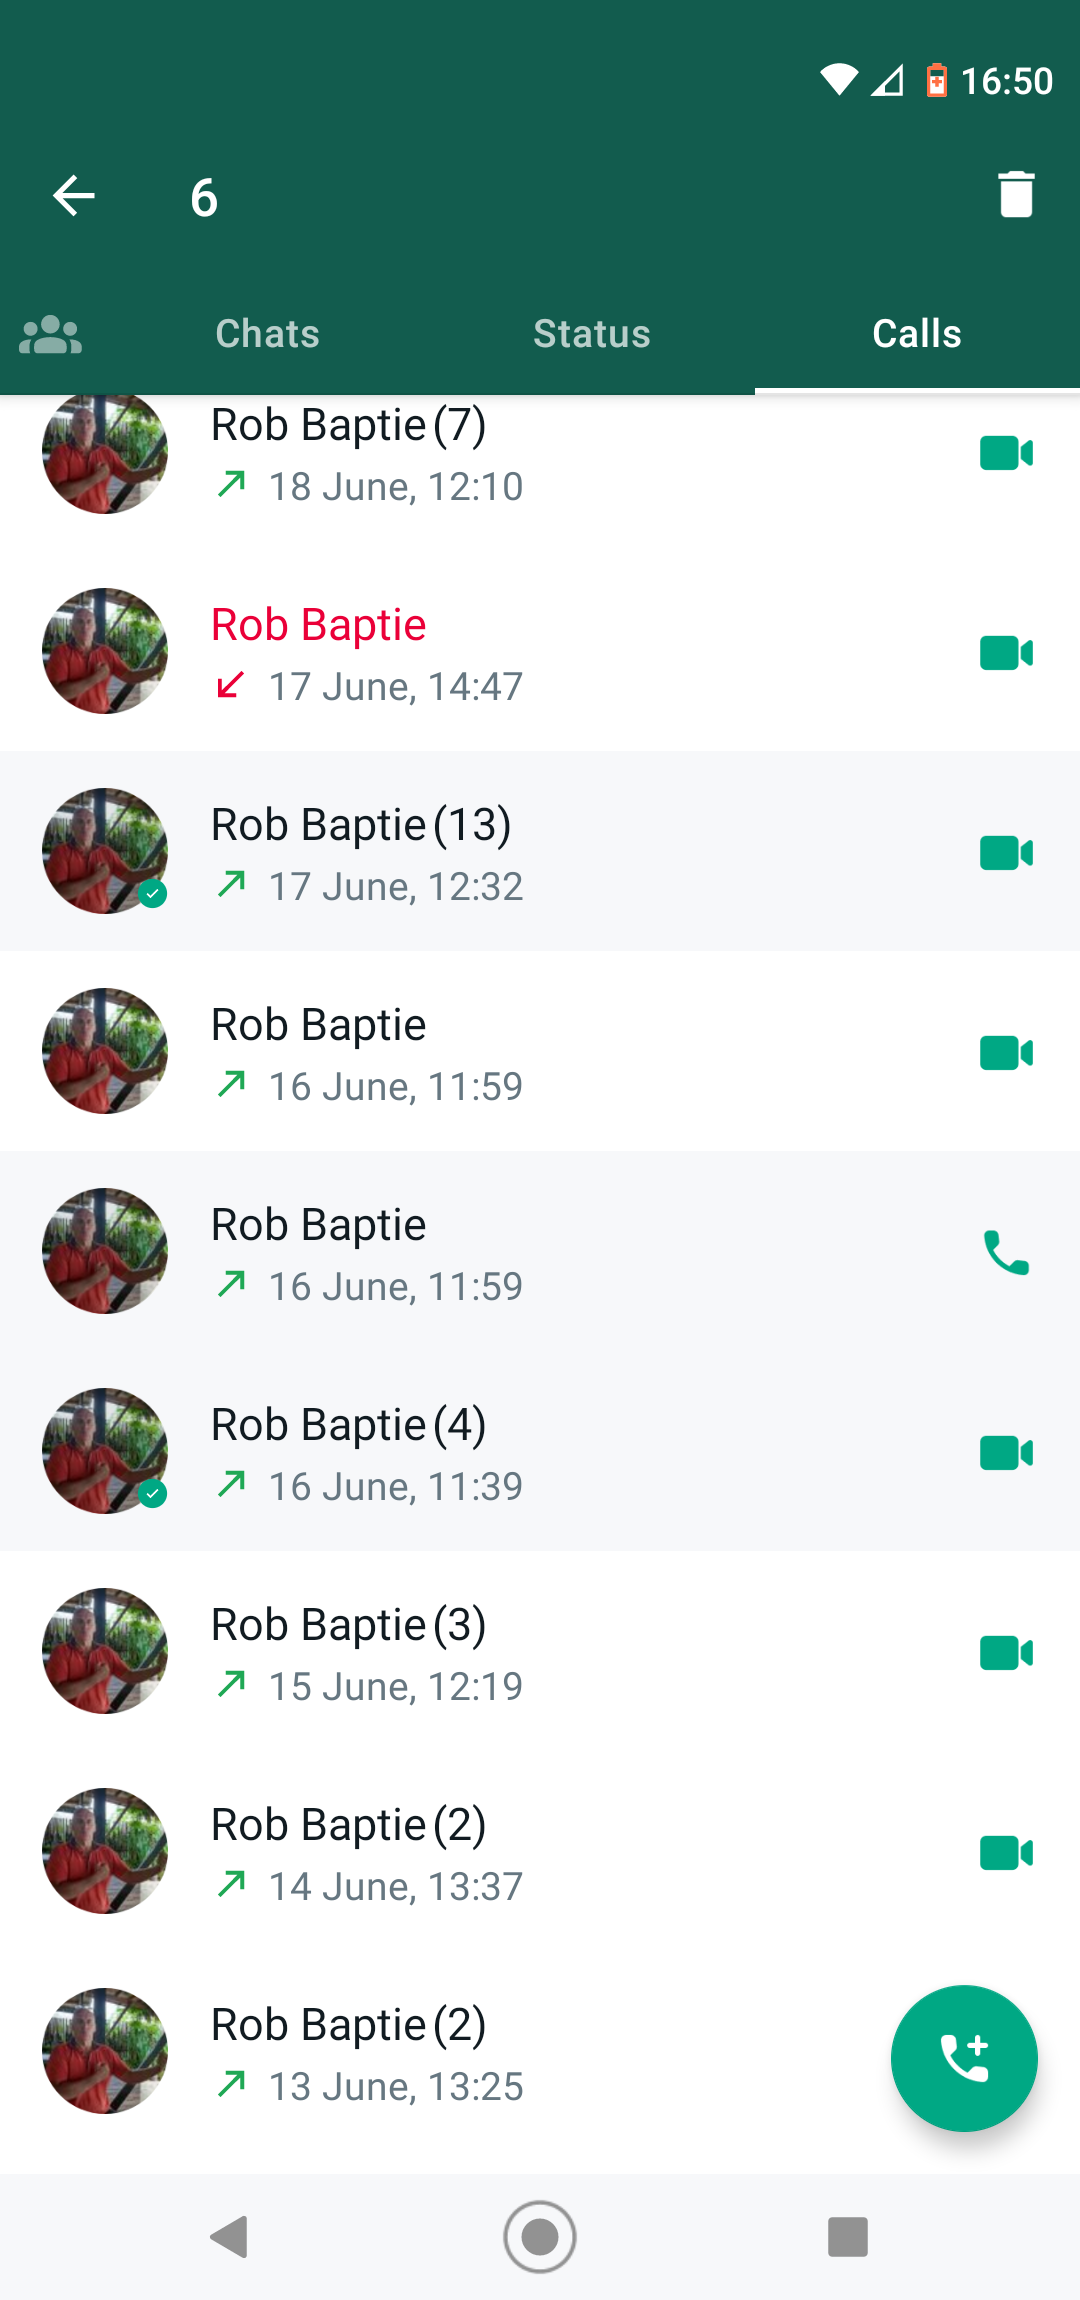 16:50
6
Chats Status Calls
Rob Baptie (7)
18 June, 12:10
Rob Baptie
17 June, 14:47
Rob Baptie (13)
17 June, 12:32
Rob Baptie
16 June, 11:59
Rob Baptie
16 June, 11:59
Rob Baptie (4)
16 June, 11:39
Rob Baptie (3)
15 June, 12:19
Rob Baptie (2)
14 June, 13:37
Rob Baptie (2)
13 June, 13:25